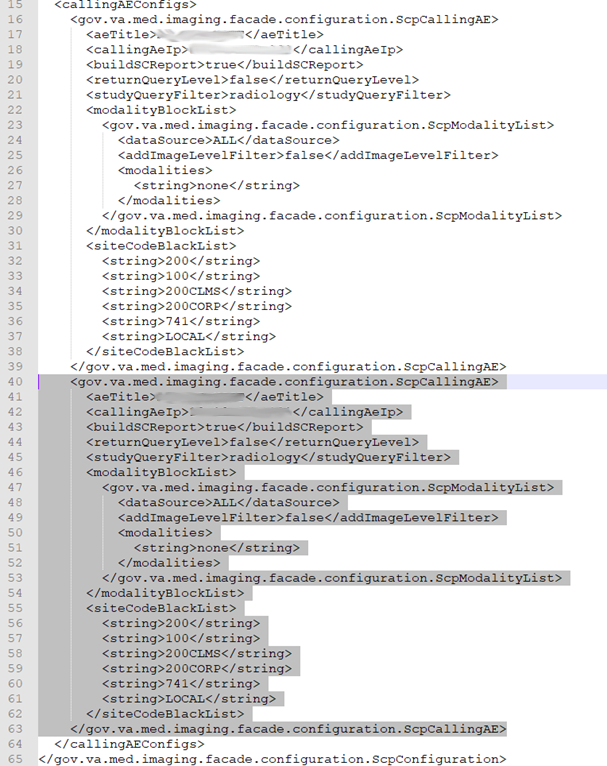 15 <callingAEConfigs>
16 <gov.va.med.imaging.facade.configuration.ScpCallingAE>
17 <aeTitle></aeTitle>
18 <callingAeIp></callingAeIp>
19 <buildSCReport>true</buildSCReport>
20 <returnQueryLevel>false</returnQueryLevel>
21 <studyQueryFilter>radiology</studyQueryFilter>
22 <modalityBlockList>
23 <gov.va.med.imaging.facade.configuration.ScpModalityList>
24 <dataSource>ALL</dataSource>
25 <addImageLevelFilter>false</addImageLevelFilter>
26 <modalities>
27 <string>none</string>
28 </modalities>
29 </gov.va.med.imaging.facade.configuration.ScpModalityList>
30 </modalityBlockList>
31 <siteCodeBlackList>
32 <string>200</string>
33 <string>100</string>
34 <string>200CLMS</string>
35 <string>200CORP</string>
36 <string>741</string>
37 <string>LOCAL</string>
38 </siteCodeBlackList>
39 </gov.va.med.imaging.facade.configuration.ScpCallingAE>
40 <gov.va.med.imaging.facade.configuration.ScpCallingAE>
41 <aeTitle></aeTitle>
42 <callingAeIp></callingAeIp>
43 <buildSCReport>true</buildSCReport>
44 <returnQueryLevel>false</returnQueryLevel>
45 <studyQueryFilter>radiology</studyQueryFilter>
46 <modalityBlockList>
47 <gov.va.med.imaging.facade.configuration.ScpModalityList>
48 <dataSource>ALL</dataSource>
49 <addImageLevelFilter>false</addImageLevelFilter>
50 <modalities>
51 <string>none</string>
52 </modalities>
53 </gov.va.med.imaging.facade.configuration.ScpModalityList>
54 </modalityBlockList>
55 <siteCodeBlackList>
56 <string>200</string>
57 <string>100</string>
58 <string>200CLMS</string>
59 <string>200CORP</string>
60 <string>741</string>
61 <string>LOCAL</string>
62 </siteCodeBlackList>
63 </gov.va.med.imaging.facade.configuration.ScpCallingAE>
64 </callingAEConfigs>
65 </gov.va.med.imaging.facade.configuration.ScpConfiguration>